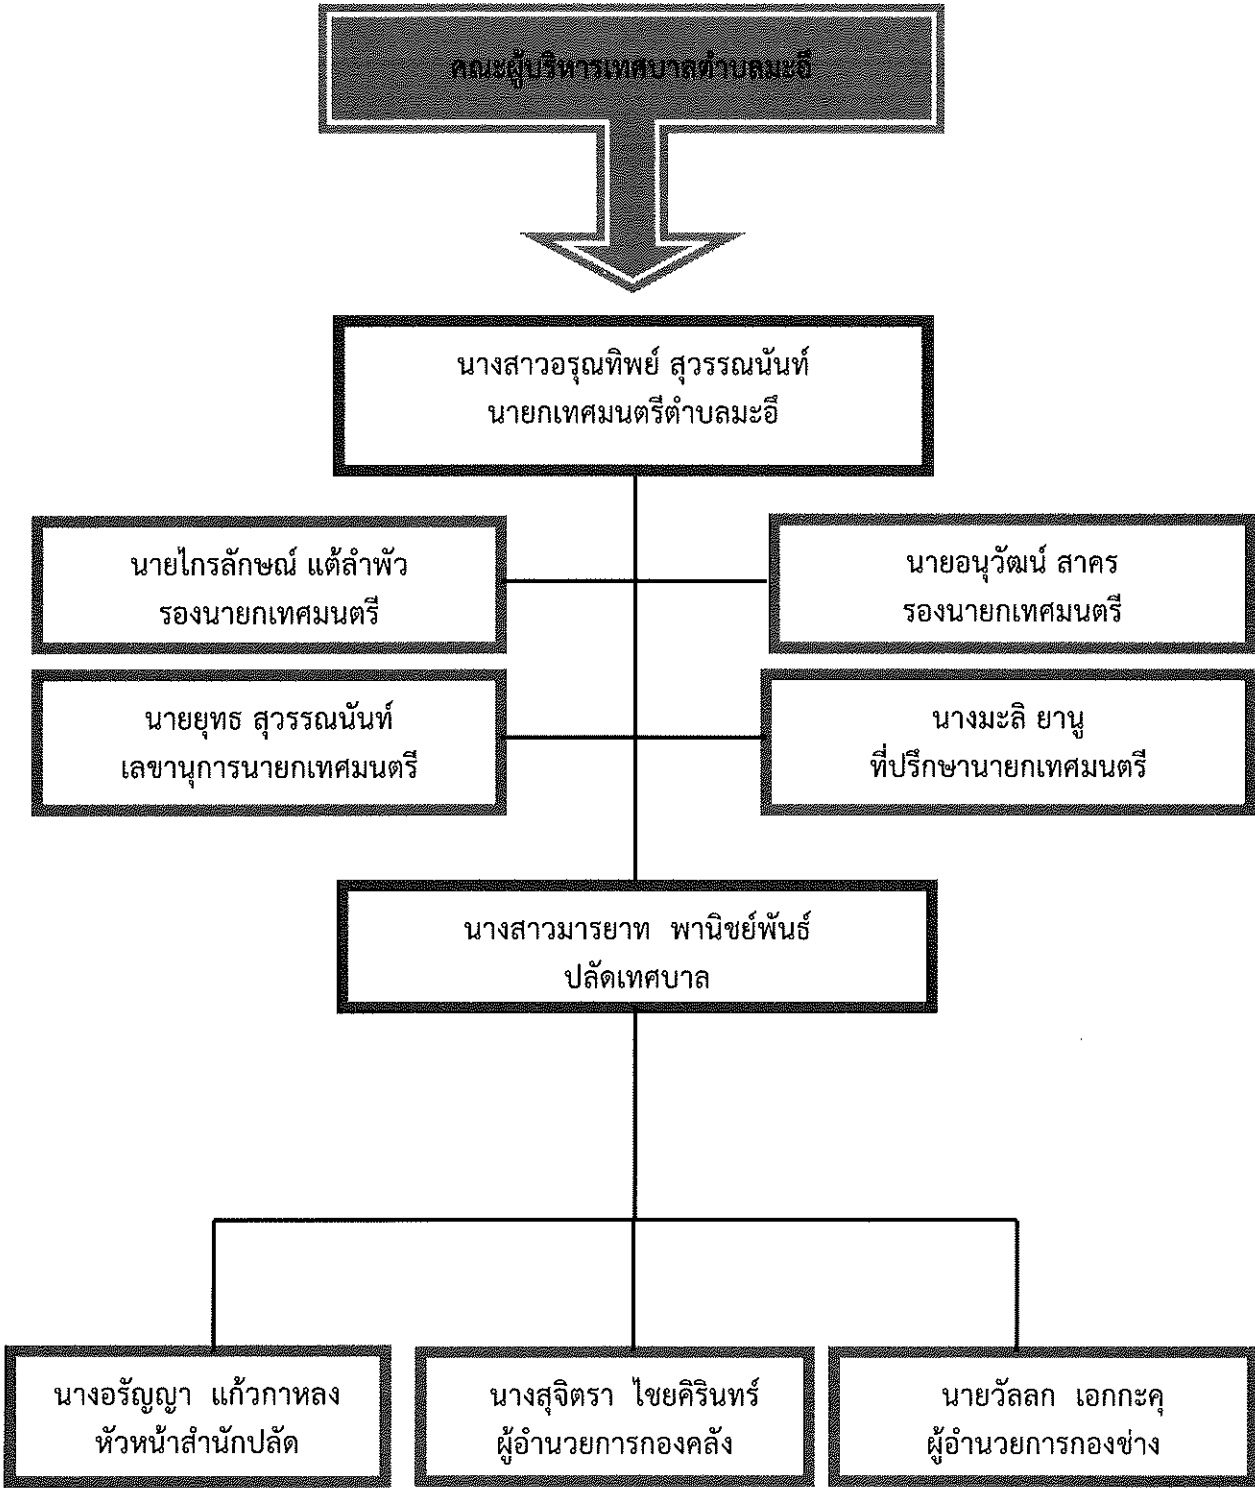 คณะผู้บริหารเทศบาลตำบลมะอึ
นางสาวอรุณทิพย์ สุวรรณนันท์
นายกเทศมนตรีตำบลมะอึ
นายไกรลักษณ์ แต้ลำพัว
รองนายกเทศมนตรี
นายอนุวัฒน์ สาคร
รองนายกเทศมนตรี
นายยุทธ สุวรรณนันท์
เลขานุการนายกเทศมนตรี
นางมะลิ ยานู
ที่ปรึกษานายกเทศมนตรี
นางสาวมารยาท พานิชย์พันธ์
ปลัดเทศบาล
นางอรัญญา แก้วกาหลง
หัวหน้าสำนักปลัด
นางสุจิตรา ไชยคิรินทร์
ผู้อำนวยการกองคลัง
นายวัลลก เอกกะคุ
ผู้อำนวยการกองช่าง